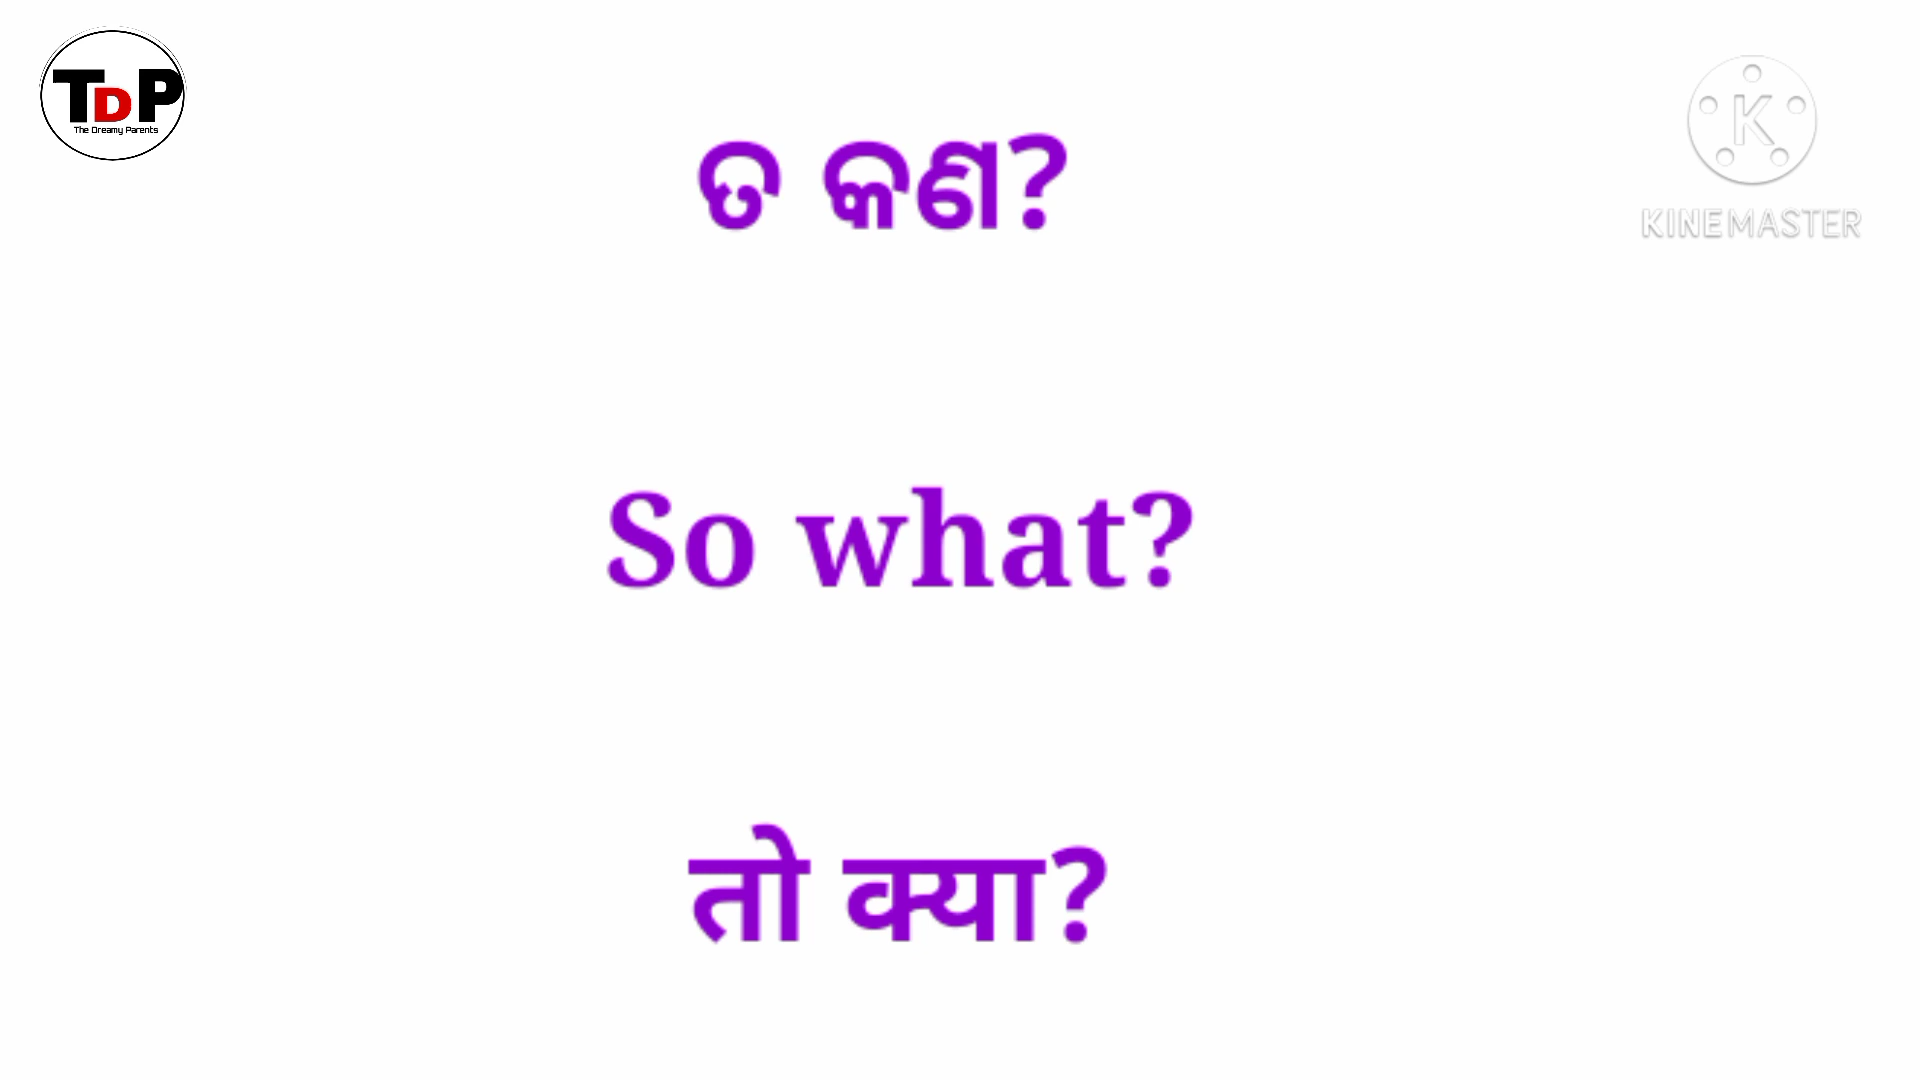 TDP
The Dreamy Parents
K
KINEMASTER
ତ କଣ?
So what?
तो क्या?